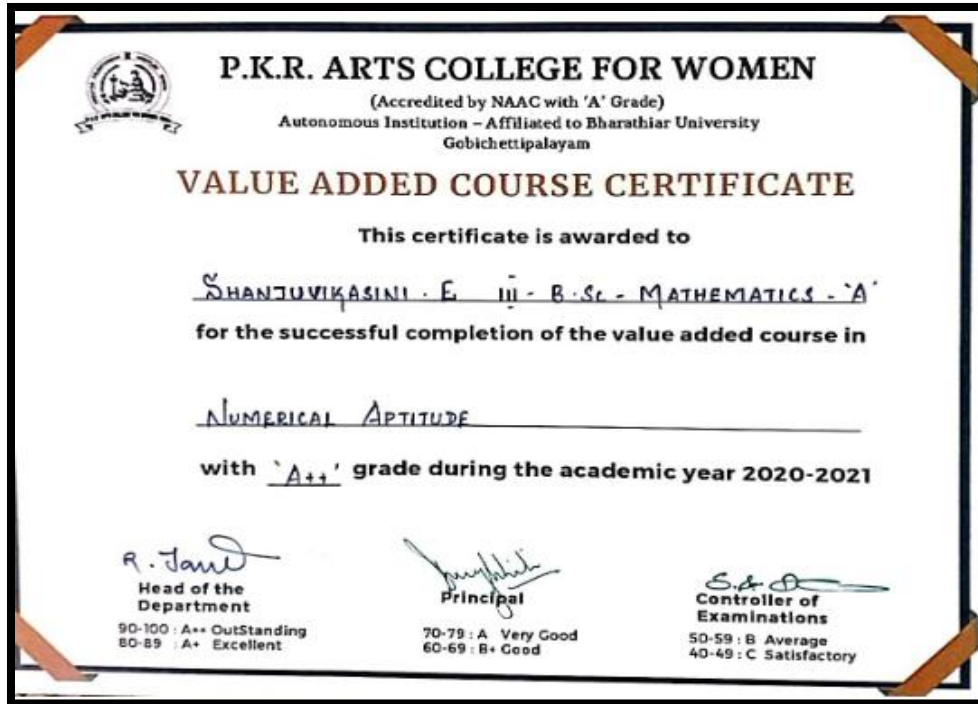 P.K.R. ARTS COLLEGE FOR WOMEN
(Accredited by NAAC with 'A' Grade)
Autonomous Institution – Affiliated to Bharathiar University
Gobichettipalayam
VALUE ADDED COURSE CERTIFICATE
This certificate is awarded to
SHANJUVIKASINI . E III - B.Sc - MATHEMATICS - 'A'
for the successful completion of the value added course in
NUMERICAL APTITUDE
with 'A++' grade during the academic year 2020-2021
Head of the
Department
90-100 : A++ OutStanding
80-89 : A+ Excellent
Principal
70-79 : A Very Good
60-69 : B+ Good
Controller of
Examinations
50-59 : B Average
40-49 : C Satisfactory